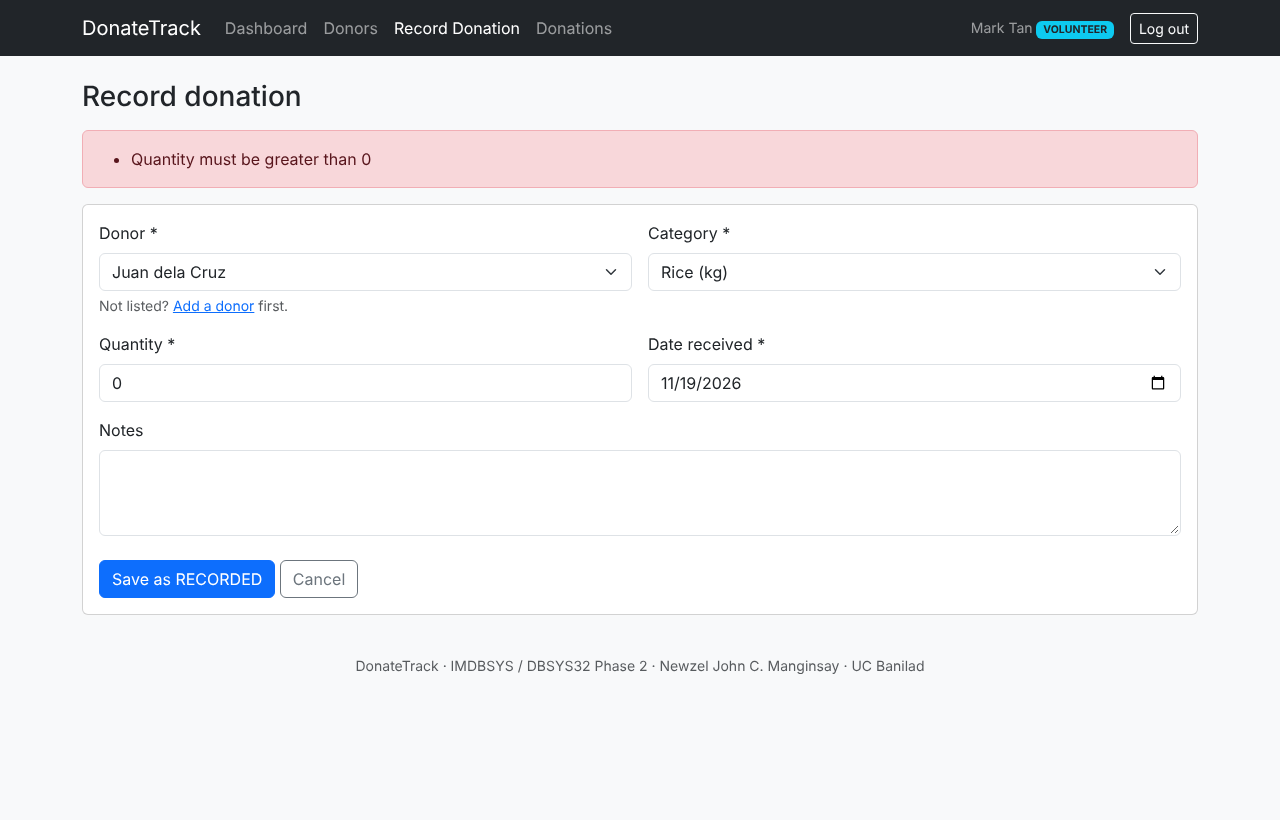 DonateTrack Dashboard Donors Record Donation Donations Mark Tan VOLUNTEER Log out
Record donation
• Quantity must be greater than 0
Donor * Category *
Juan dela Cruz Rice (kg)
Not listed? Add a donor first.
Quantity * Date received *
0 11/19/2026
Notes
Save as RECORDED Cancel
DonateTrack · IMDBSYS / DBSYS32 Phase 2 · Newzel John C. Manginsay · UC Banilad